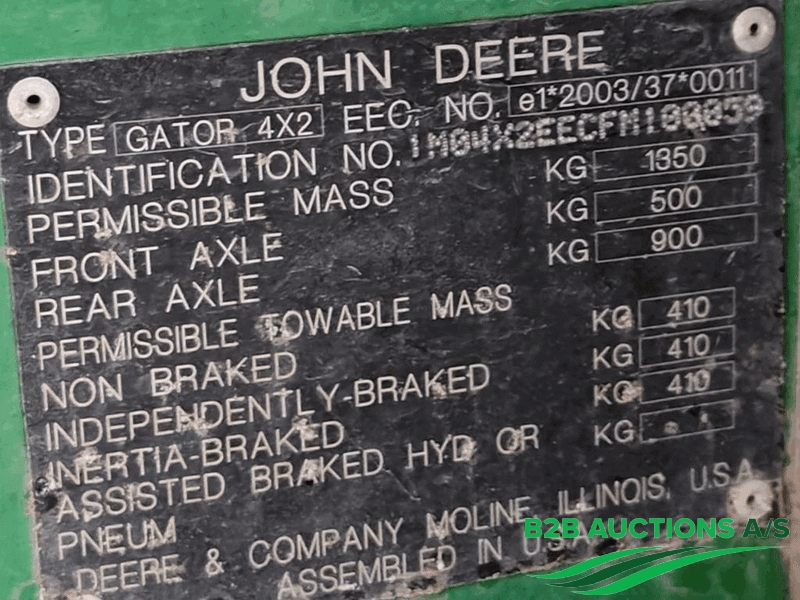 JOHN DEERE
TYPE GATOR 4X2 EEC. NO. e1*2003/37*0011
IDENTIFICATION NO. 1M04X2EECFM100059
PERMISSIBLE MASS KG 1350
FRONT AXLE KG 500
REAR AXLE KG 900
PERMISSIBLE TOWABLE MASS
NON BRAKED KG 410
INDEPENDENTLY-BRAKED KG 410
INERTIA-BRAKED KG 410
ASSISTED BRAKED HYD OR KG
PNEUM
DEERE & COMPANY MOLINE, ILLINOIS, U.S.A.
ASSEMBLED IN U.S.A
B2B AUCTIONS A/S